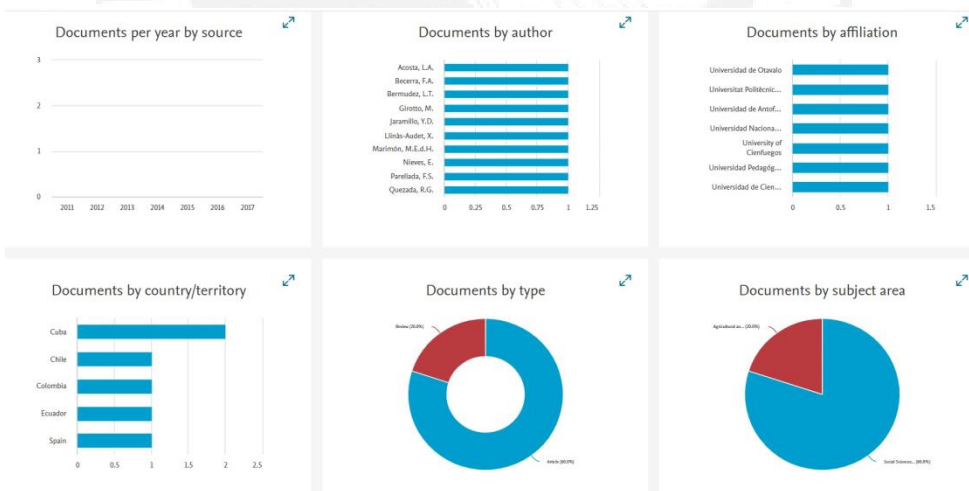 Documents per year by source
3
2
1
0
2011 2012 2013 2014 2015 2016 2017
Documents by author
Acosta, L.A.
Becerra, F.A.
Bermudez, L.T.
Girotto, M.
Jaramillo, Y.D.
Llinàs-Audet, X.
Marimón, M.E.d.H.
Nieves, E.
Parellada, F.S.
Quezada, R.G.
0 0.25 0.5 0.75 1 1.25
Documents by affiliation
Universidad de Otavalo
Universitat Politècnic...
Universidad de Antof...
Universidad Naciona...
University of
Cienfuegos
Universidad Pedagóg...
Universidad de Cien...
0 0.5 1 1.5
Documents by country/territory
Cuba
Chile
Colombia
Ecuador
Spain
0 0.5 1 1.5 2 2.5
Documents by type
Review (20.0%)
Article (80.0%)
Documents by subject area
Agricultural an... (20.0%)
Social Sciences... (80.0%)